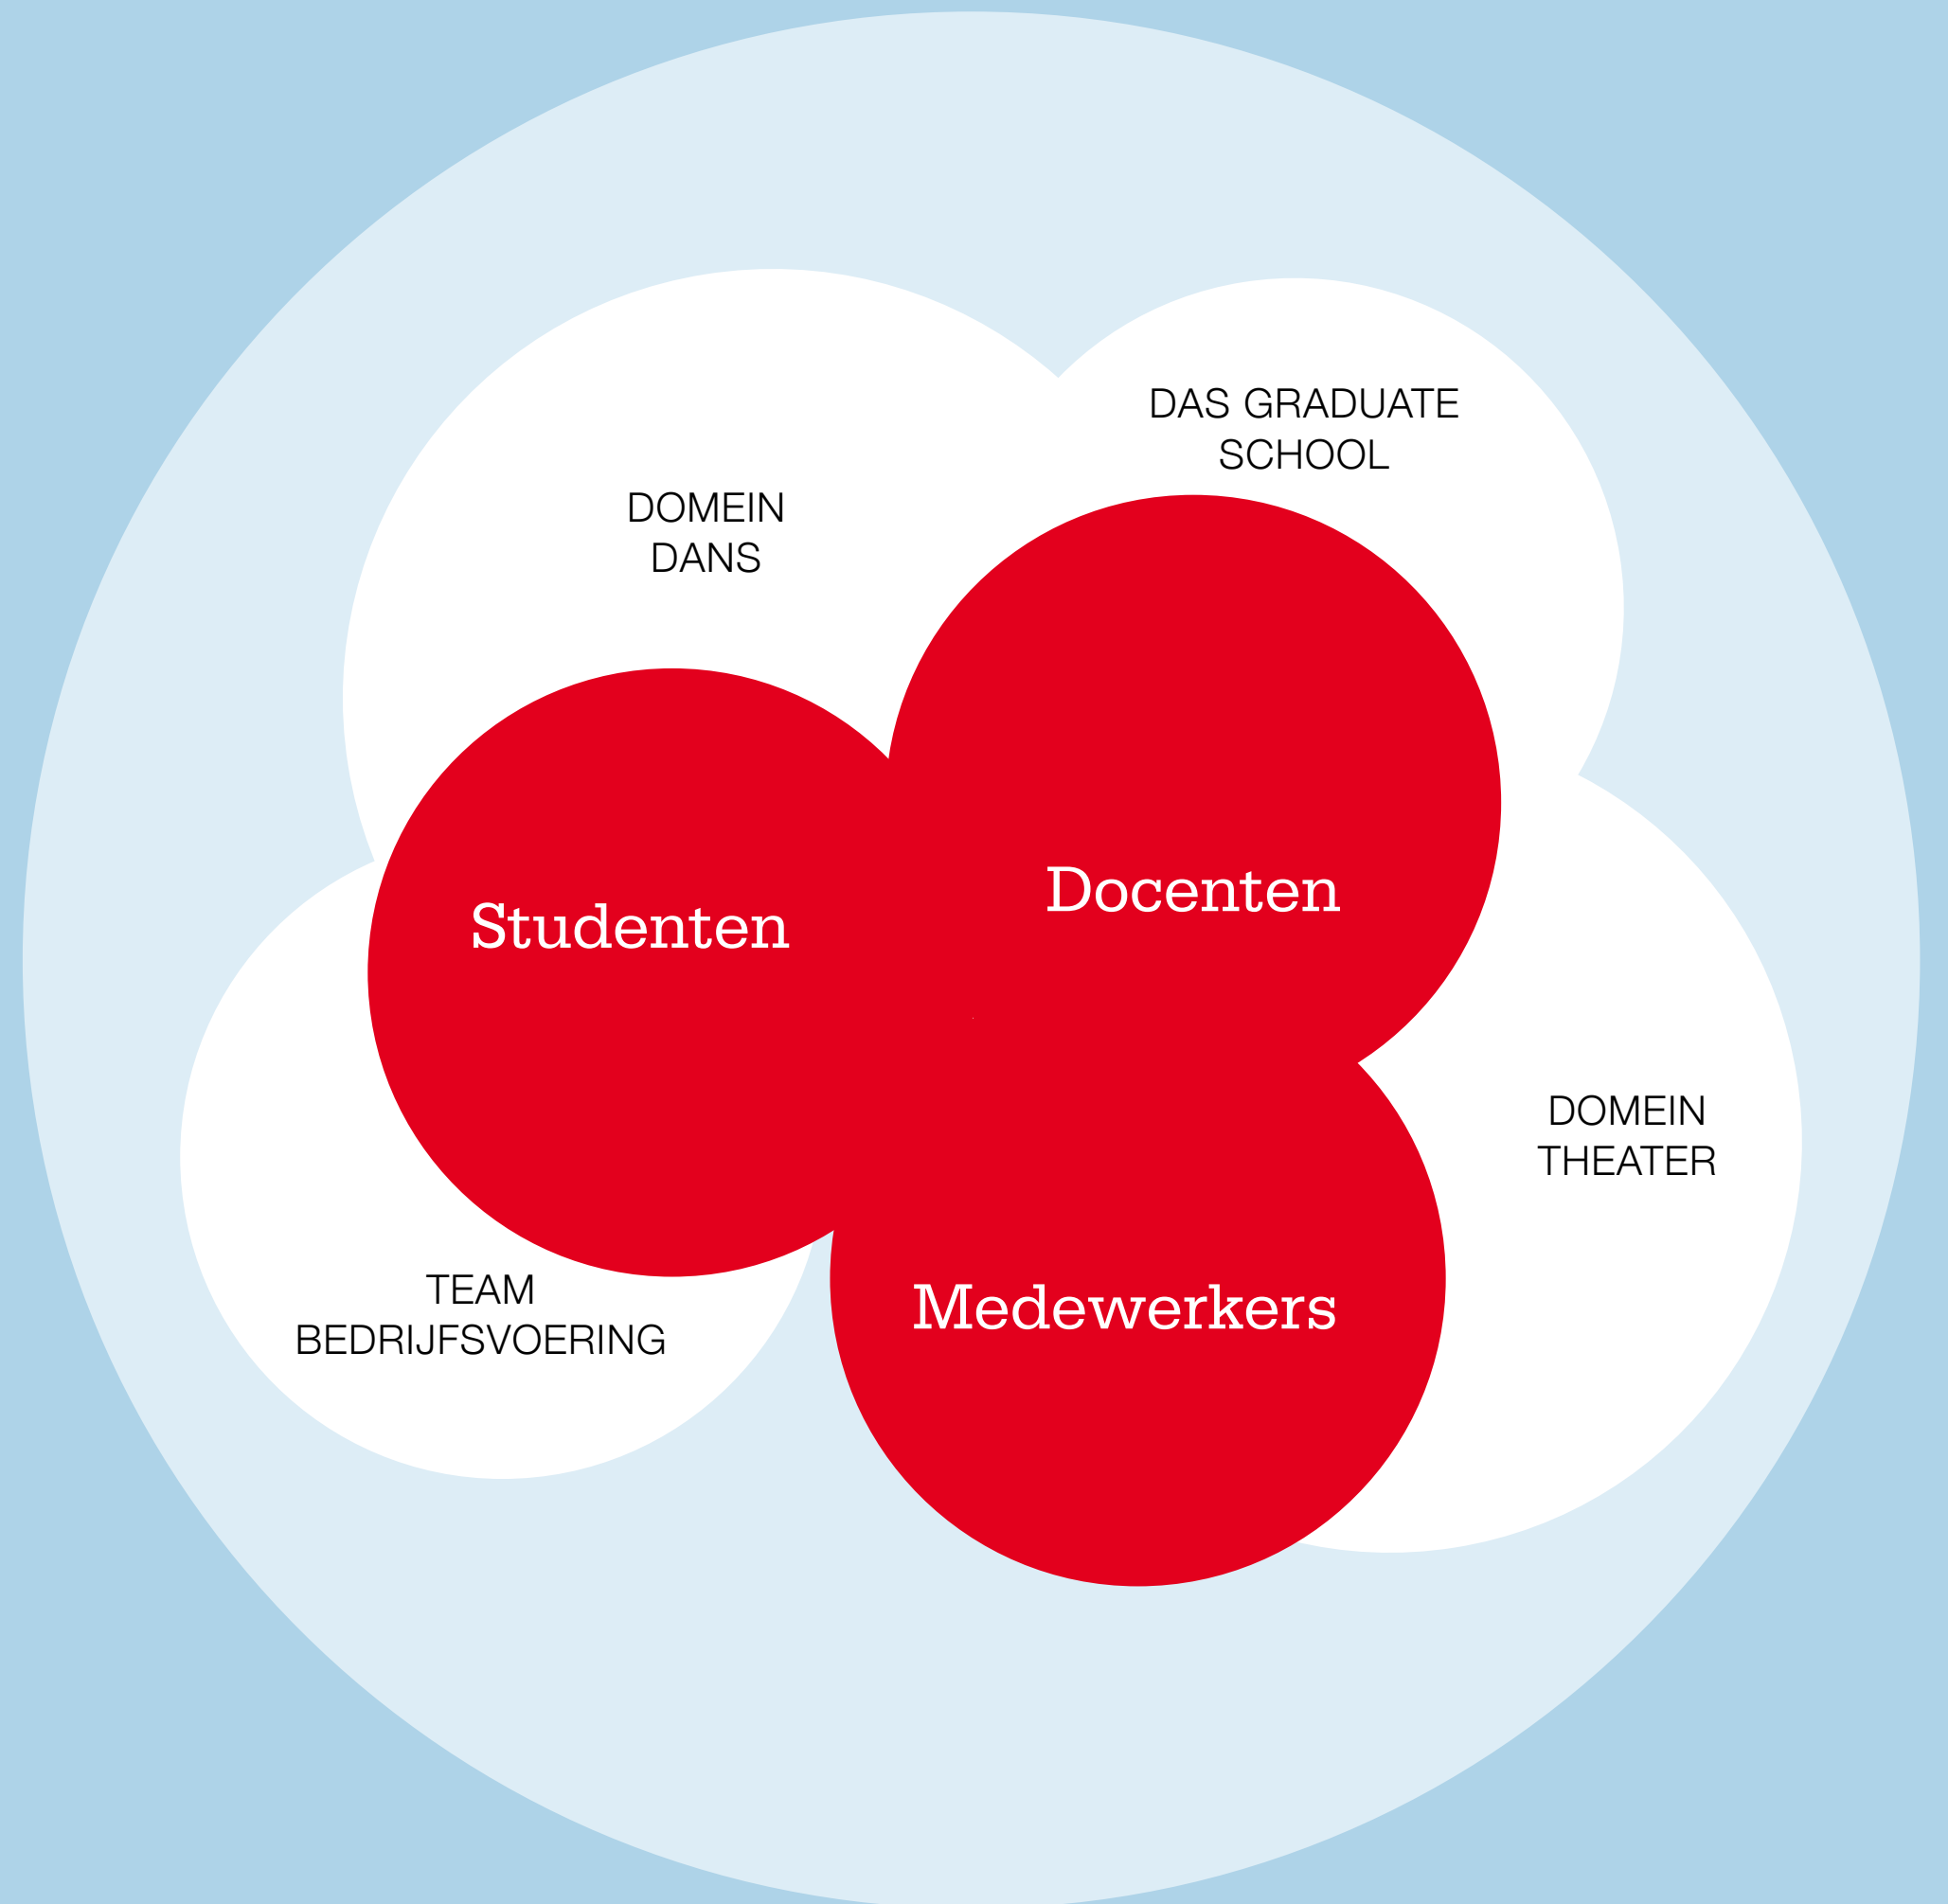 DAS GRADUATE
SCHOOL
DOMEIN
DANS
Docenten
Studenten
DOMEIN
THEATER
TEAM
BEDRIJFSVOERING
Medewerkers